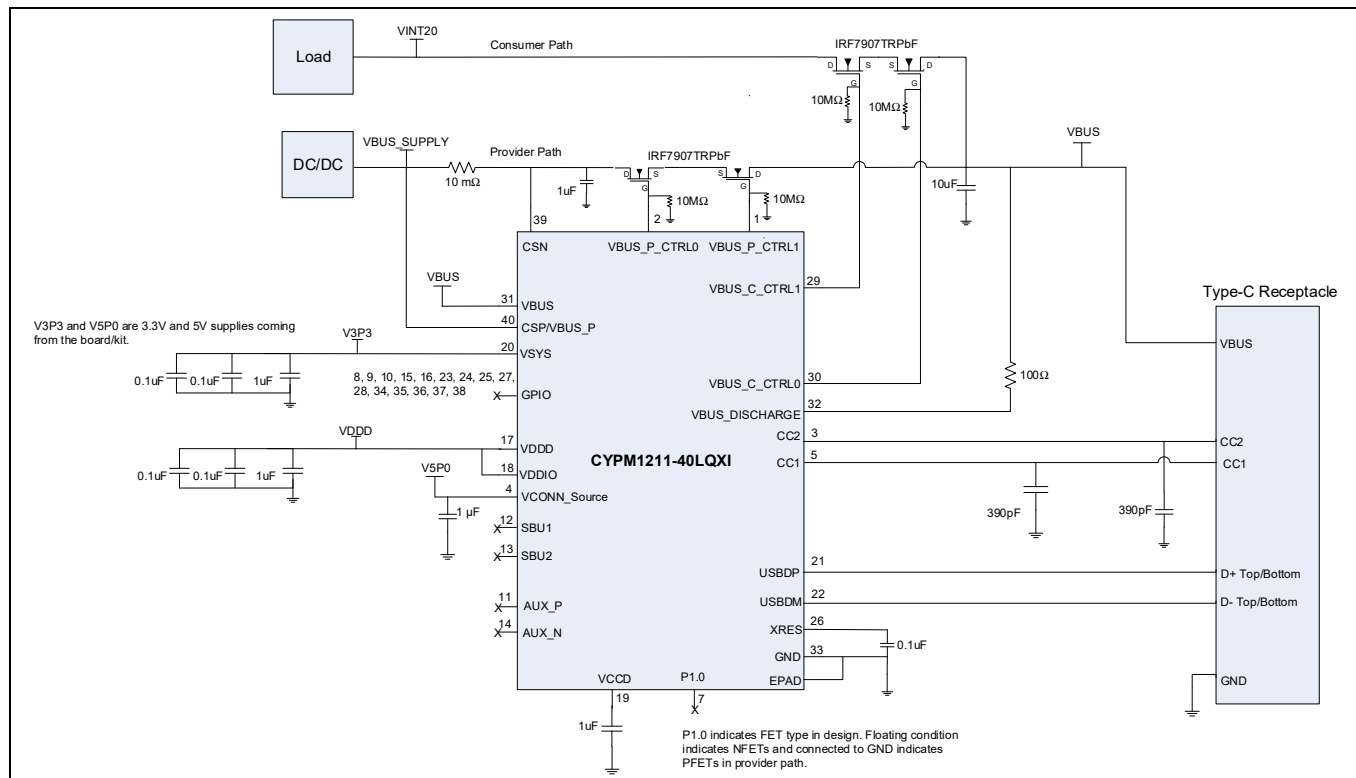 Load
VINT20
Consumer Path
IRF7907TRPbF
D
S
S
D
G
G
10MΩ
10MΩ
DC/DC
VBUS_SUPPLY
Provider Path
10 mΩ
1uF
IRF7907TRPbF
D
S
S
D
G
G
10MΩ
10MΩ
10uF
VBUS
39
2
1
CSN
VBUS_P_CTRL0
VBUS_P_CTRL1
VBUS
31
VBUS
40
CSP/VBUS_P
29
VBUS_C_CTRL1
V3P3 and V5P0 are 3.3V and 5V supplies coming
from the board/kit.
V3P3
20
VSYS
0.1uF
0.1uF
1uF
8, 9, 10, 15, 16, 23, 24, 25, 27,
28, 34, 35, 36, 37, 38
GPIO
30
VBUS_C_CTRL0
32
VBUS_DISCHARGE
100Ω
VDDD
17
VDDD
18
VDDIO
0.1uF
0.1uF
1uF
V5P0
4
VCONN_Source
1 µF
12
SBU1
13
SBU2
11
AUX_P
14
AUX_N
CYPM1211-40LQXI
3
CC2
5
CC1
390pF
390pF
21
USBDP
22
USBDM
26
XRES
0.1uF
33
GND
EPAD
VCCD
19
1uF
P1.0
7
P1.0 indicates FET type in design. Floating condition
indicates NFETs and connected to GND indicates
PFETs in provider path.
Type-C Receptacle
VBUS
CC2
CC1
D+ Top/Bottom
D- Top/Bottom
GND